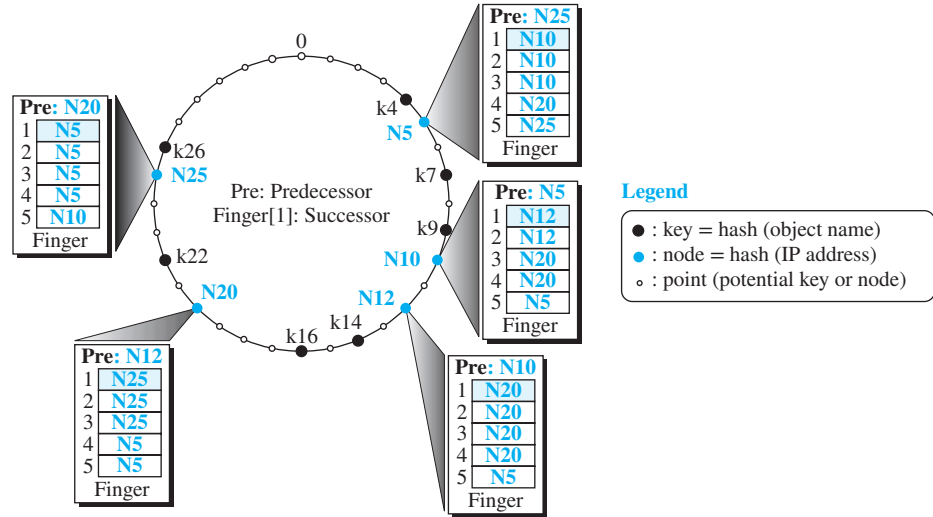 0
Pre: N25
1 N10
2 N10
3 N10
4 N20
5 N25
Finger
k4
N5
Pre: N20
1 N5
2 N5
3 N5
4 N5
5 N10
Finger
k26
N25
k7
Pre: Predecessor
Finger[1]: Successor
Pre: N5
1 N12
2 N12
3 N20
4 N20
5 N5
Finger
k9
N10
k22
N20
N12
k16
k14
Pre: N12
1 N25
2 N25
3 N25
4 N5
5 N5
Finger
Pre: N10
1 N20
2 N20
3 N20
4 N20
5 N5
Finger
Legend
: key = hash (object name)
: node = hash (IP address)
: point (potential key or node)